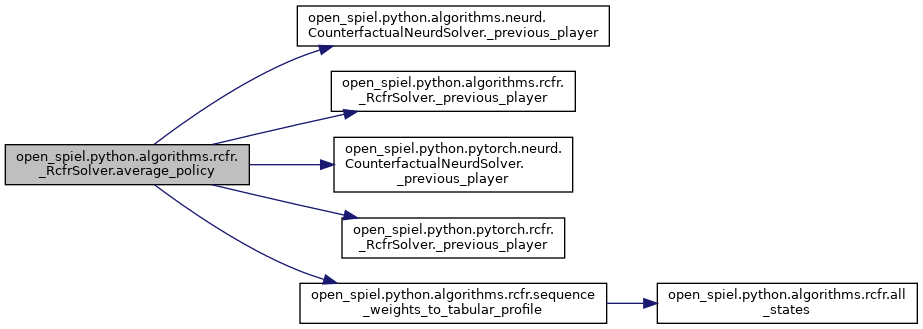 open_spiel.python.algorithms.neurd.
CounterfactualNeurdSolver._previous_player
open_spiel.python.algorithms.rcfr.
_RcfrSolver._previous_player
open_spiel.python.algorithms.rcfr.
_RcfrSolver.average_policy
open_spiel.python.pytorch.neurd.
CounterfactualNeurdSolver.
_previous_player
open_spiel.python.pytorch.rcfr.
_RcfrSolver._previous_player
open_spiel.python.algorithms.rcfr.sequence
_weights_to_tabular_profile
open_spiel.python.algorithms.rcfr.all
_states